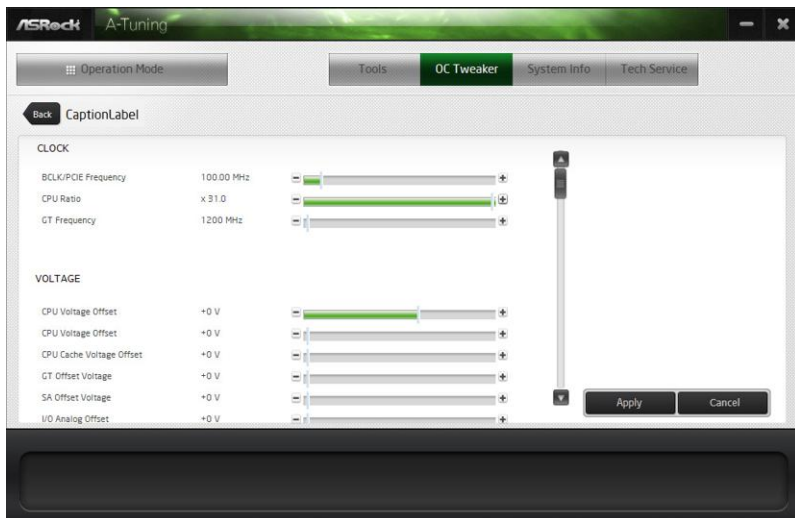 ASRock A-Tuning
Operation Mode Tools OC Tweaker System Info Tech Service
Back CaptionLabel
CLOCK
BCLK/PCIE Frequency 100.00 MHz
CPU Ratio x 31.0
GT Frequency 1200 MHz
VOLTAGE
CPU Voltage Offset +0 V
CPU Voltage Offset +0 V
CPU Cache Voltage Offset +0 V
GT Offset Voltage +0 V
SA Offset Voltage +0 V
I/O Analog Offset +0 V
Apply Cancel